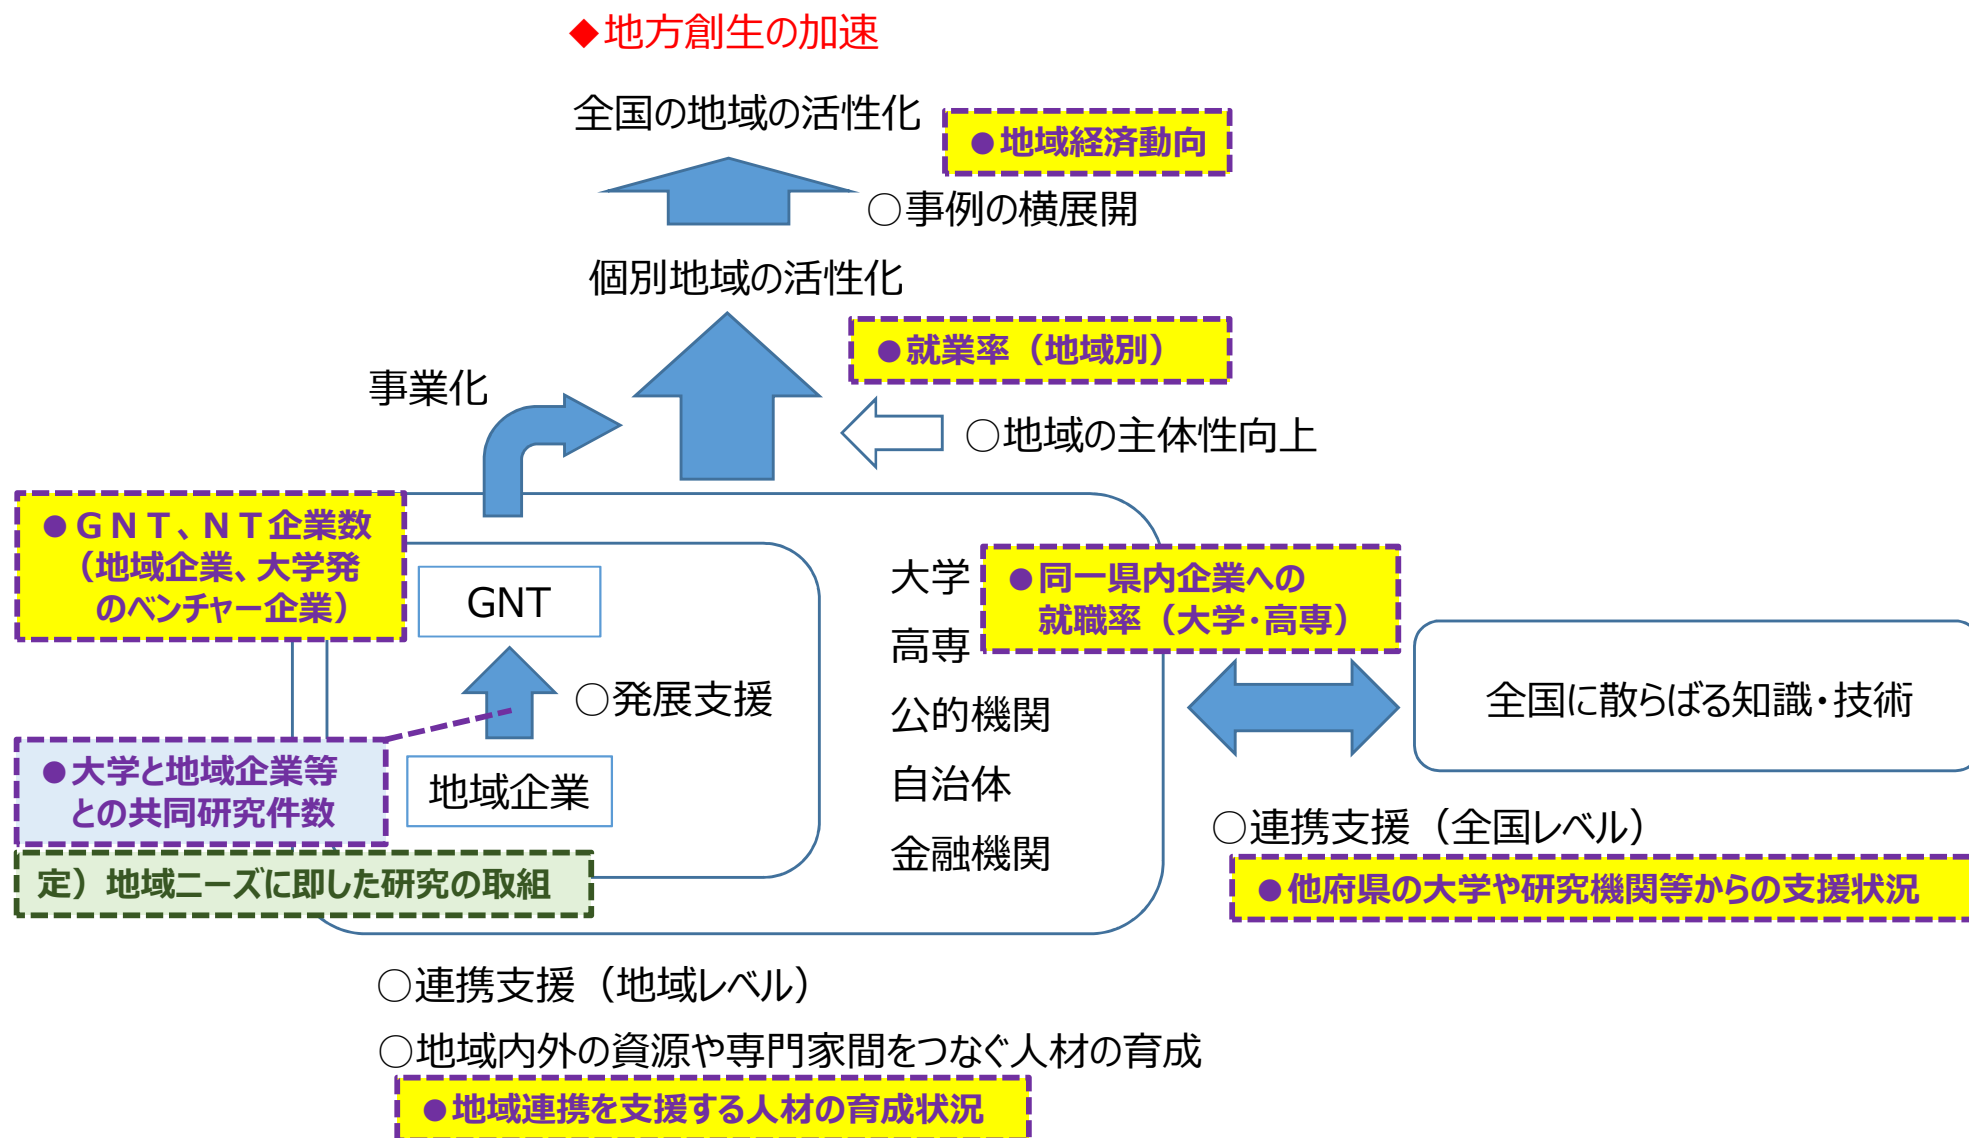 ◆地方創生の加速
全国の地域の活性化
●地域経済動向
○事例の横展開
個別地域の活性化
●就業率（地域別）
事業化
○地域の主体性向上
●ＧＮＴ、ＮＴ企業数
（地域企業、大学発
のベンチャー企業）
GNT
○発展支援
●大学と地域企業等
との共同研究件数
地域企業
定）地域ニーズに即した研究の取組
大学
高専
公的機関
自治体
金融機関
●同一県内企業への
就職率（大学・高専）
全国に散らばる知識・技術
○連携支援（全国レベル）
●他府県の大学や研究機関等からの支援状況
○連携支援（地域レベル）
○地域内外の資源や専門家間をつなぐ人材の育成
●地域連携を支援する人材の育成状況